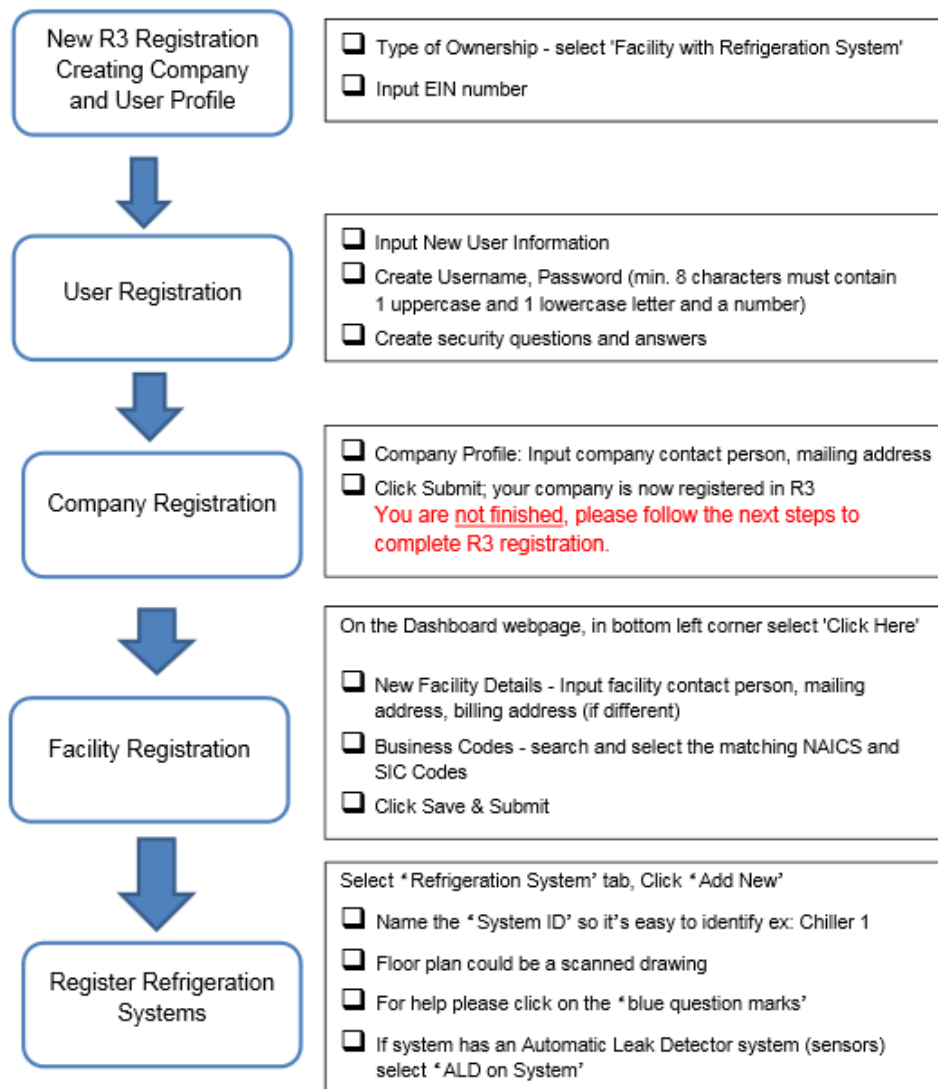 New R3 Registration
Creating Company
and User Profile
❑ Type of Ownership - select 'Facility with Refrigeration System'
❑ Input EIN number
User Registration
❑ Input New User Information
❑ Create Username, Password (min. 8 characters must contain
1 uppercase and 1 lowercase letter and a number)
❑ Create security questions and answers
Company Registration
❑ Company Profile: Input company contact person, mailing address
❑ Click Submit; your company is now registered in R3
You are not finished, please follow the next steps to
complete R3 registration.
Facility Registration
On the Dashboard webpage, in bottom left corner select 'Click Here'
❑ New Facility Details - Input facility contact person, mailing
address, billing address (if different)
❑ Business Codes - search and select the matching NAICS and
SIC Codes
❑ Click Save & Submit
Register Refrigeration
Systems
Select ‘Refrigeration System’ tab, Click ‘Add New’
❑ Name the ‘System ID’ so it's easy to identify ex: Chiller 1
❑ Floor plan could be a scanned drawing
❑ For help please click on the ‘blue question marks’
❑ If system has an Automatic Leak Detector system (sensors)
select ‘ALD on System’